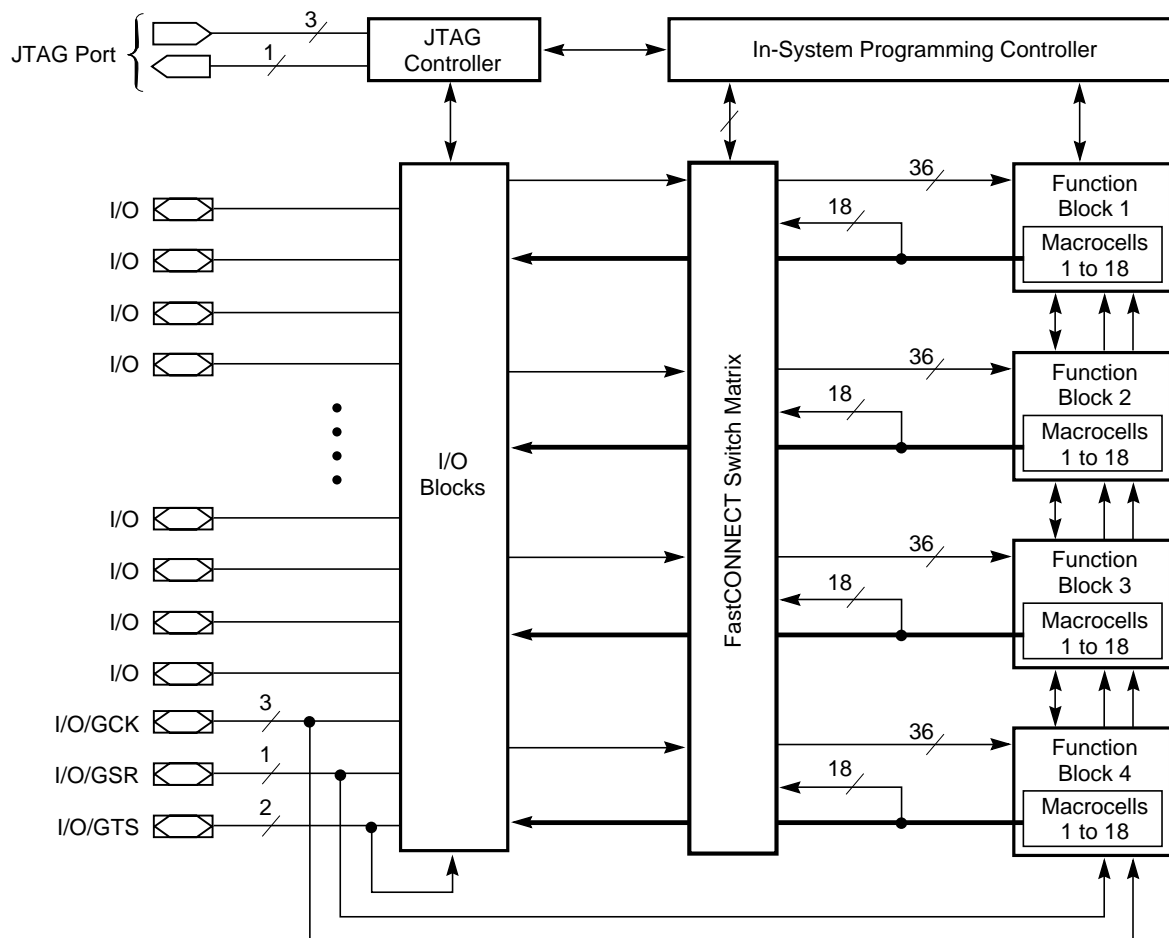 JTAG Port
3
1
JTAG
Controller
In-System Programming Controller
I/O
I/O
I/O
I/O
I/O
I/O
I/O
I/O
I/O/GCK
3
I/O/GSR
1
I/O/GTS
2
I/O
Blocks
FastCONNECT Switch Matrix
36
18
Function
Block 1
Macrocells
1 to 18
36
18
Function
Block 2
Macrocells
1 to 18
36
18
Function
Block 3
Macrocells
1 to 18
36
18
Function
Block 4
Macrocells
1 to 18